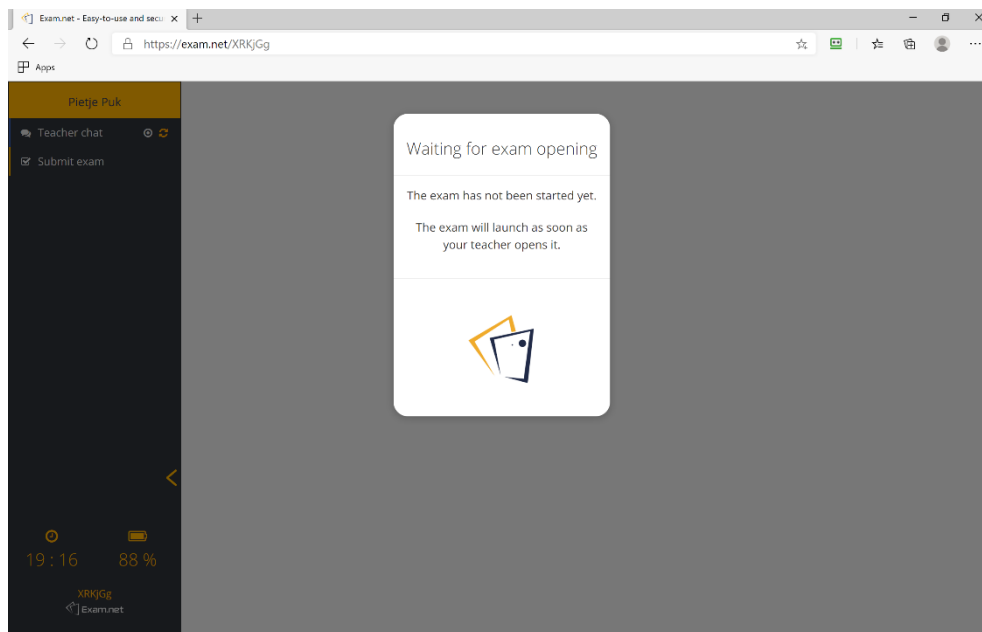 Exam.net - Easy-to-use and secu
https://exam.net/XRKjGg
Apps
Pietje Puk
Teacher chat
Submit exam
Waiting for exam opening
The exam has not been started yet.
The exam will launch as soon as
your teacher opens it.
19 : 16 88 %
XRKjGg
Exam.net